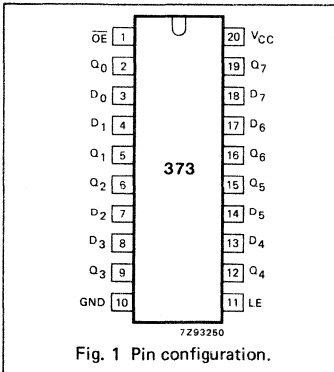 OE 1 20 VCC
Q0 2 19 Q7
D0 3 18 D7
D1 4 17 D6
Q1 5 16 Q6
373
Q2 6 15 Q5
D2 7 14 D5
D3 8 13 D4
Q3 9 12 Q4
GND 10 11 LE
7Z93250
Fig. 1 Pin configuration.